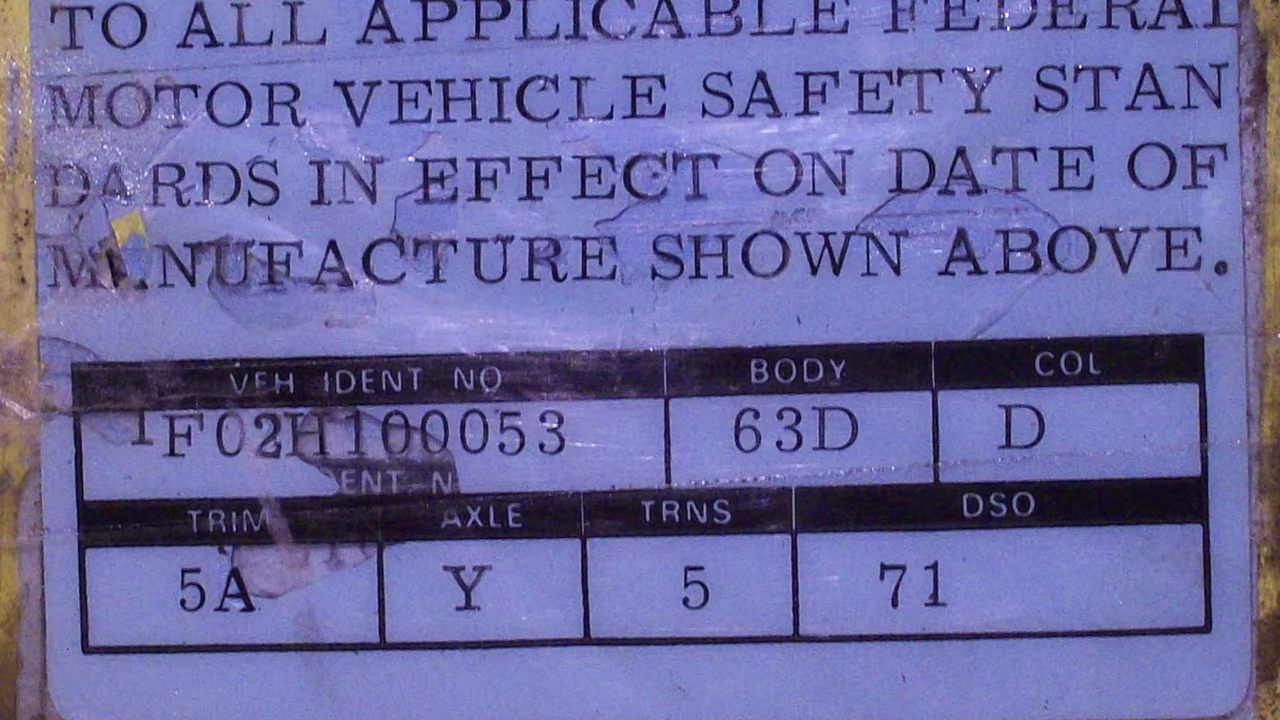 TO ALL APPLICABLE FEDERAL
MOTOR VEHICLE SAFETY STAN
DARDS IN EFFECT ON DATE OF
MANUFACTURE SHOWN ABOVE.
VEH IDENT NO BODY COL
1F02H100053 63D D
ENT N
TRIM AXLE TRNS DSO
5A Y 5 71